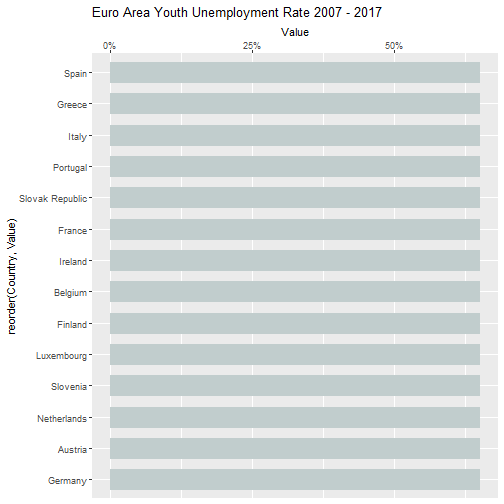 Euro Area Youth Unemployment Rate 2007 - 2017
Value
0% 25% 50%
Spain
Greece
Italy
Portugal
Slovak Republic
France
Ireland
Belgium
Finland
Luxembourg
Slovenia
Netherlands
Austria
Germany
reorder(Country, Value)